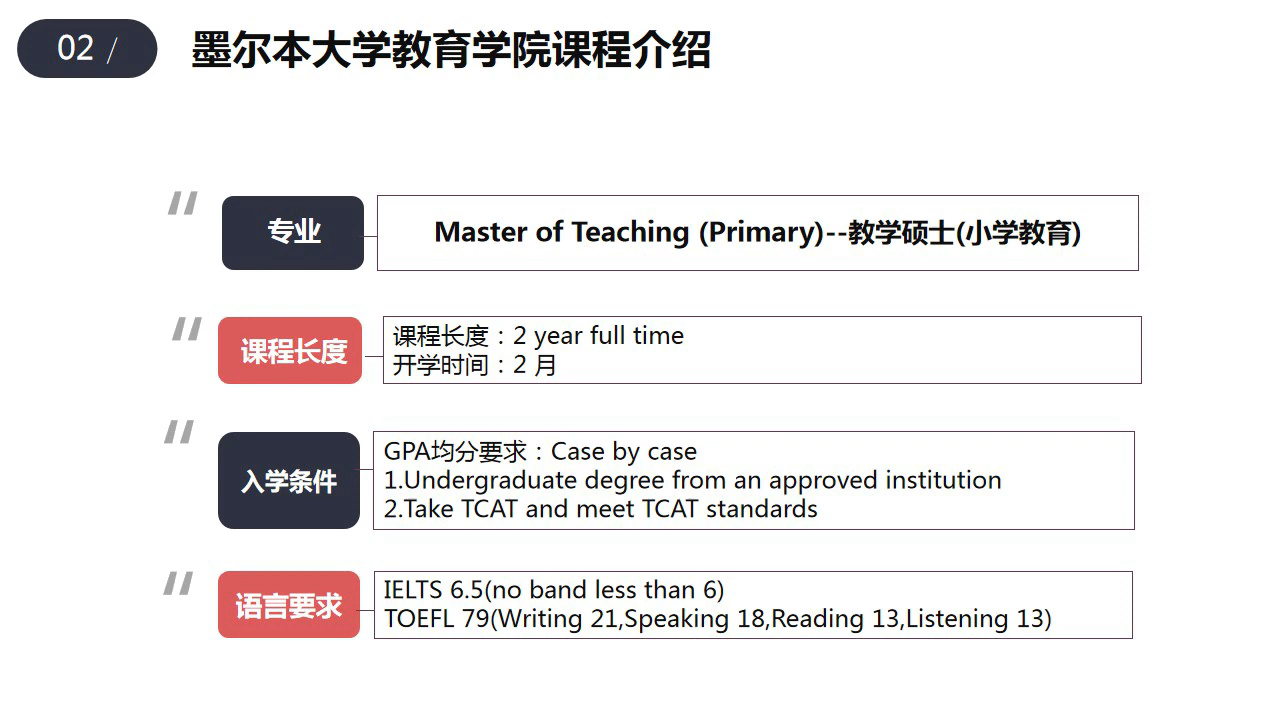 02 /
墨尔本大学教育学院课程介绍
专业
Master of Teaching (Primary)--教学硕士(小学教育)
课程长度
课程长度：2 year full time
开学时间：2 月
入学条件
GPA均分要求：Case by case
1.Undergraduate degree from an approved institution
2.Take TCAT and meet TCAT standards
语言要求
IELTS 6.5(no band less than 6)
TOEFL 79(Writing 21,Speaking 18,Reading 13,Listening 13)